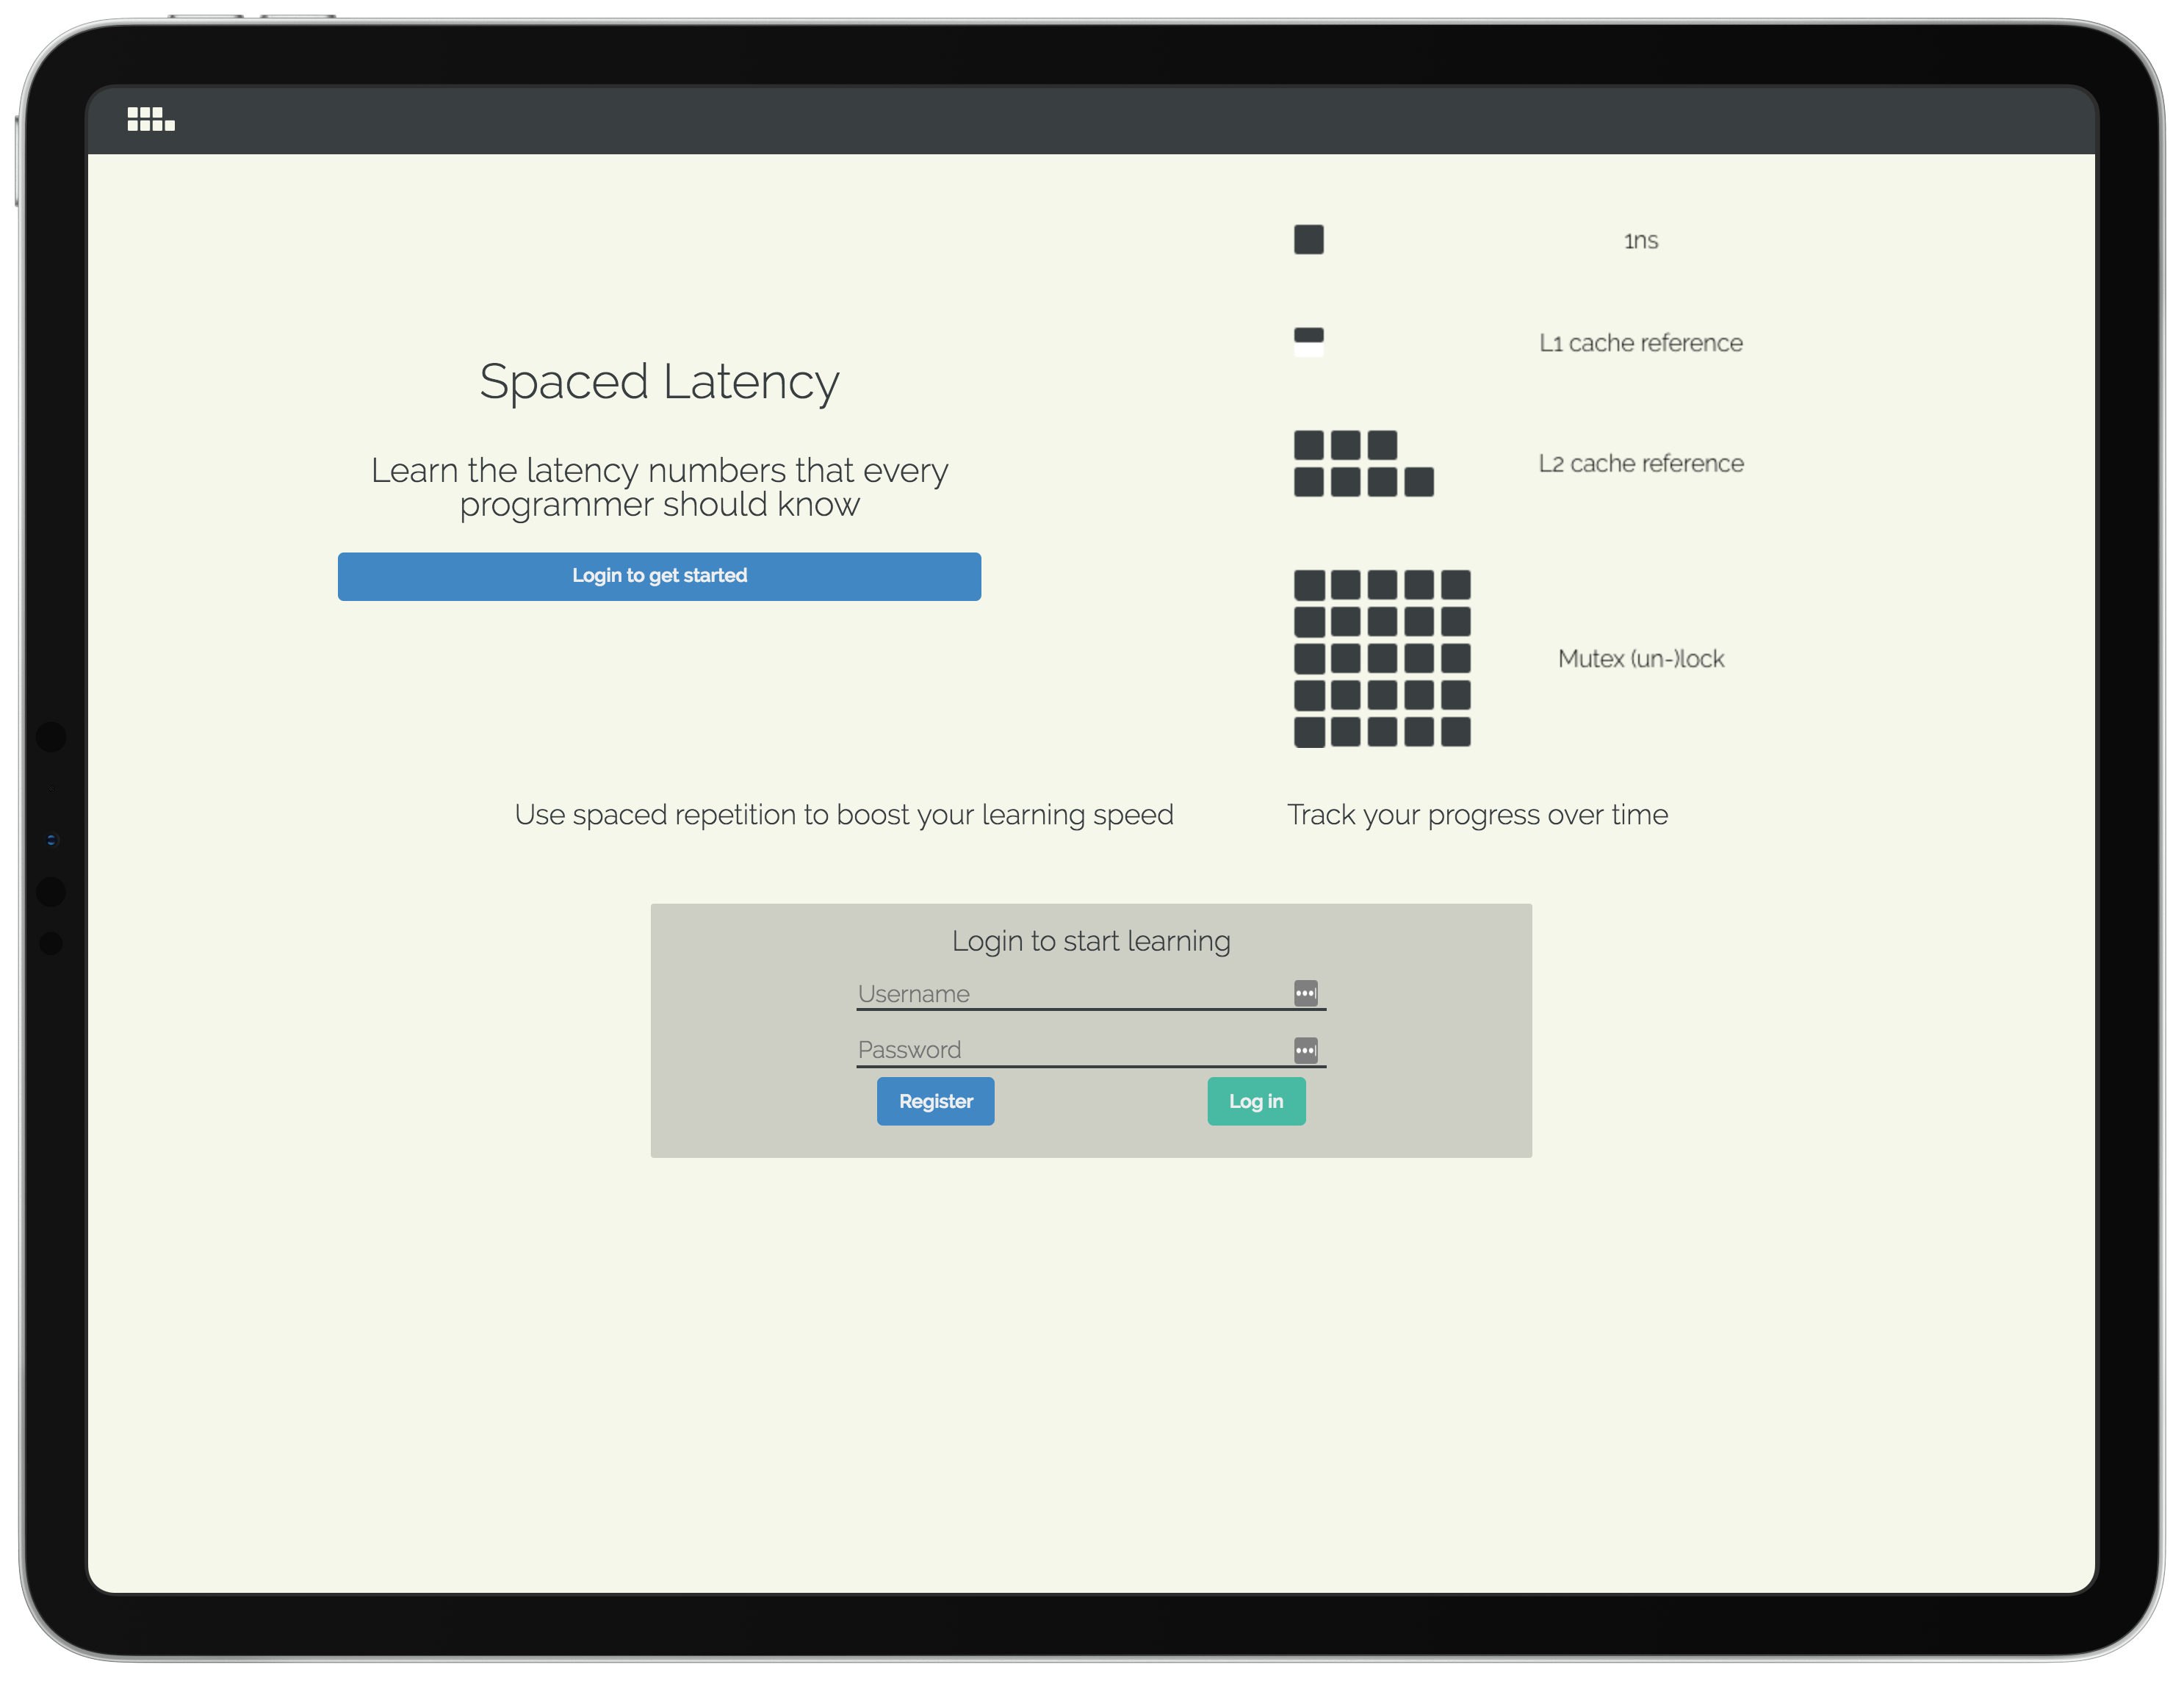 1ns
L1 cache reference
Spaced Latency
L2 cache reference
Learn the latency numbers that every
programmer should know
Login to get started
Mutex (un-)lock
Use spaced repetition to boost your learning speed
Track your progress over time
Login to start learning
Username
Password
Register
Log in